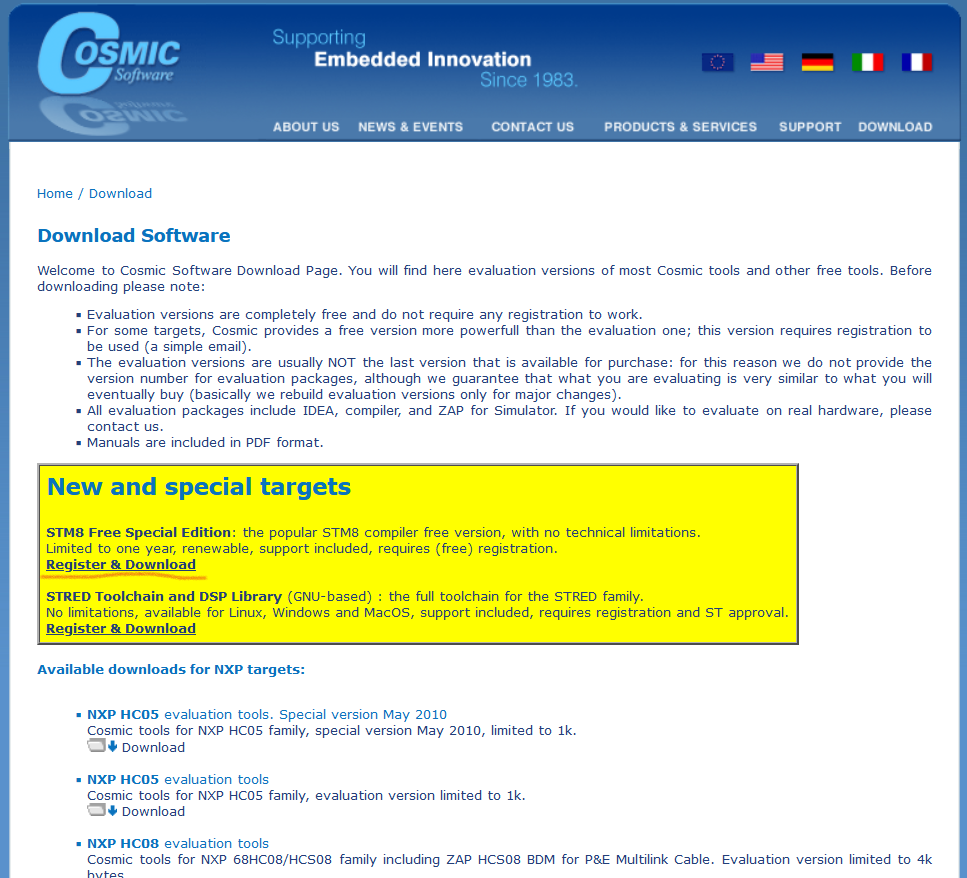 COSMIC
Software
Supporting
Embedded Innovation
Since 1983.
ABOUT US NEWS & EVENTS CONTACT US PRODUCTS & SERVICES SUPPORT DOWNLOAD
Home / Download
Download Software
Welcome to Cosmic Software Download Page. You will find here evaluation versions of most Cosmic tools and other free tools. Before
downloading please note:
Evaluation versions are completely free and do not require any registration to work.
For some targets, Cosmic provides a free version more powerfull than the evaluation one; this version requires registration to
be used (a simple email).
The evaluation versions are usually NOT the last version that is available for purchase: for this reason we do not provide the
version number for evaluation packages, although we guarantee that what you are evaluating is very similar to what you will
eventually buy (basically we rebuild evaluation versions only for major changes).
All evaluation packages include IDEA, compiler, and ZAP for Simulator. If you would like to evaluate on real hardware, please
contact us.
Manuals are included in PDF format.
New and special targets
STM8 Free Special Edition: the popular STM8 compiler free version, with no technical limitations.
Limited to one year, renewable, support included, requires (free) registration.
Register & Download
STRED Toolchain and DSP Library (GNU-based) : the full toolchain for the STRED family.
No limitations, available for Linux, Windows and MacOS, support included, requires registration and ST approval.
Register & Download
Available downloads for NXP targets:
NXP HC05 evaluation tools. Special version May 2010
Cosmic tools for NXP HC05 family, special version May 2010, limited to 1k.
Download
NXP HC05 evaluation tools
Cosmic tools for NXP HC05 family, evaluation version limited to 1k.
Download
NXP HC08 evaluation tools
Cosmic tools for NXP 68HC08/HCS08 family including ZAP HCS08 BDM for P&E Multilink Cable. Evaluation version limited to 4k
bytes